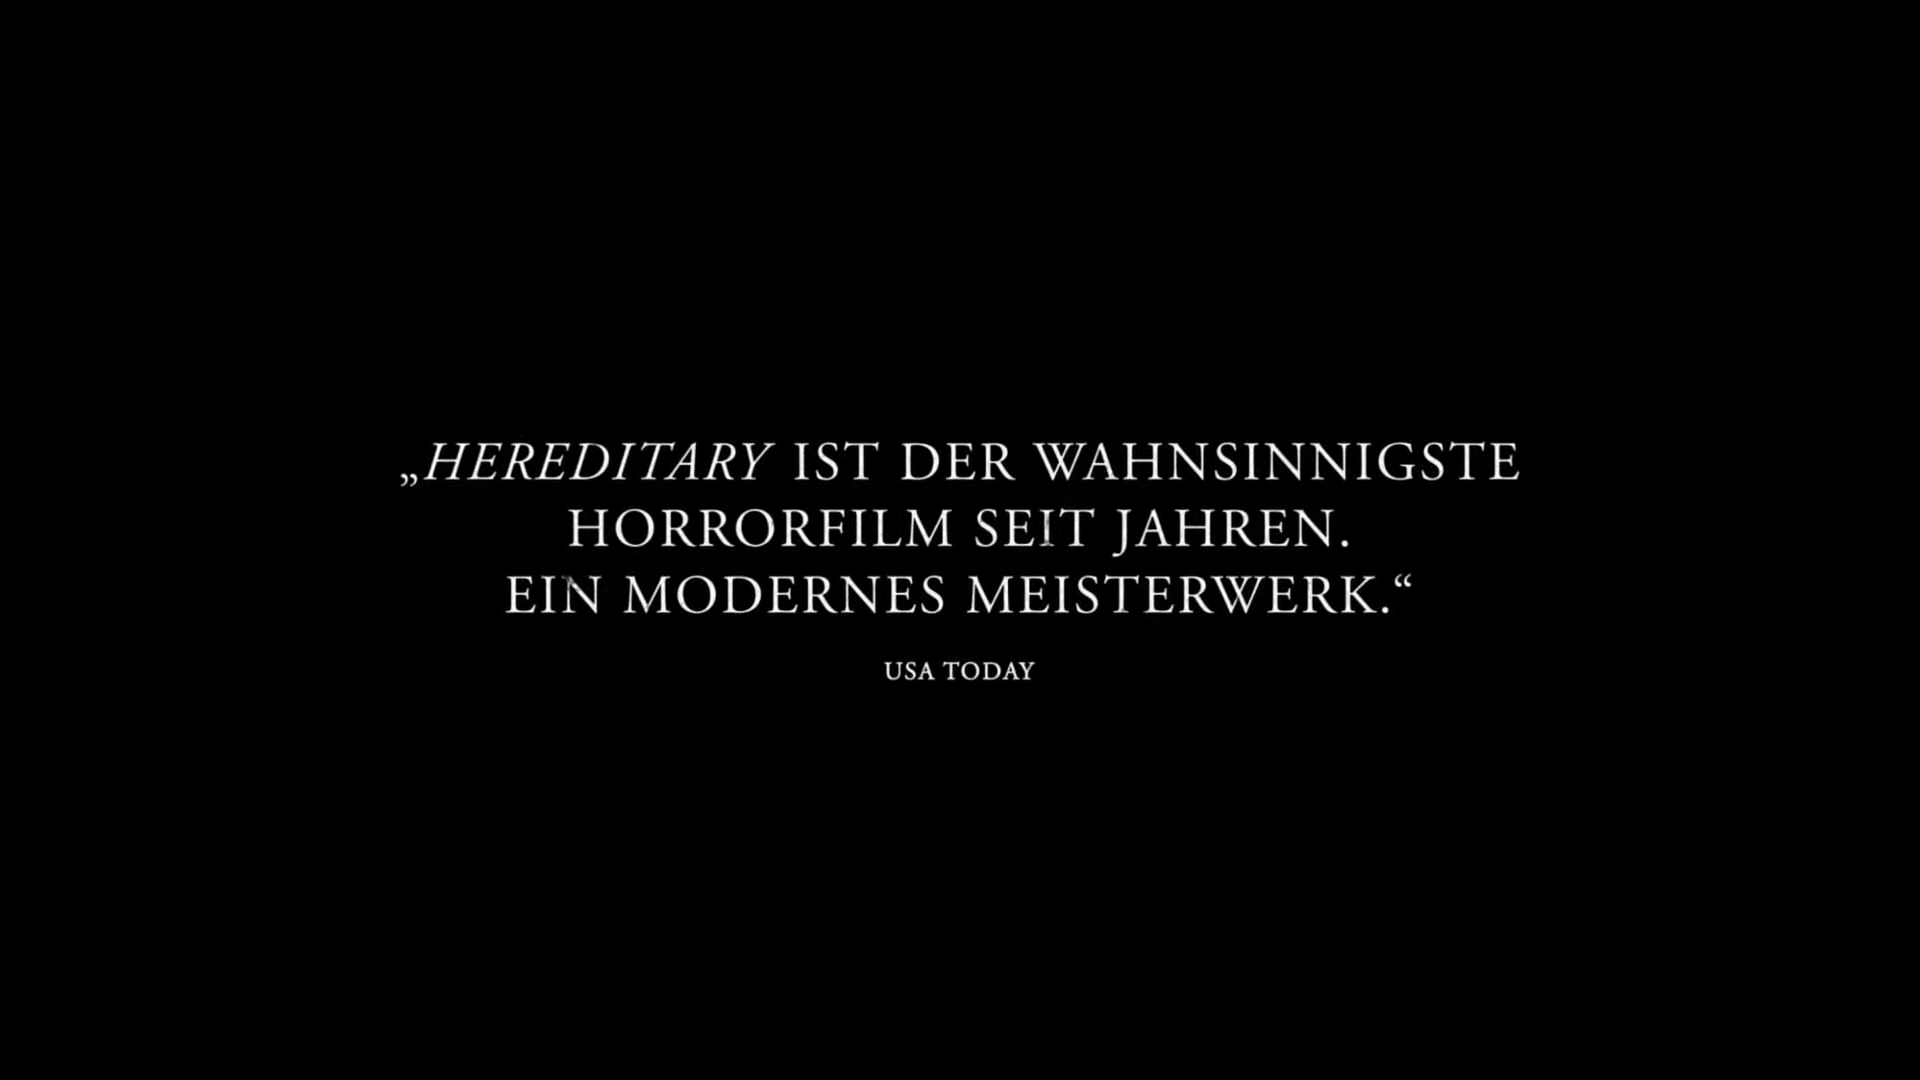 „HEREDITARY IST DER WAHNSINNIGSTE
HORRORFILM SEIT JAHREN.
EIN MODERNES MEISTERWERK.“
USA TODAY